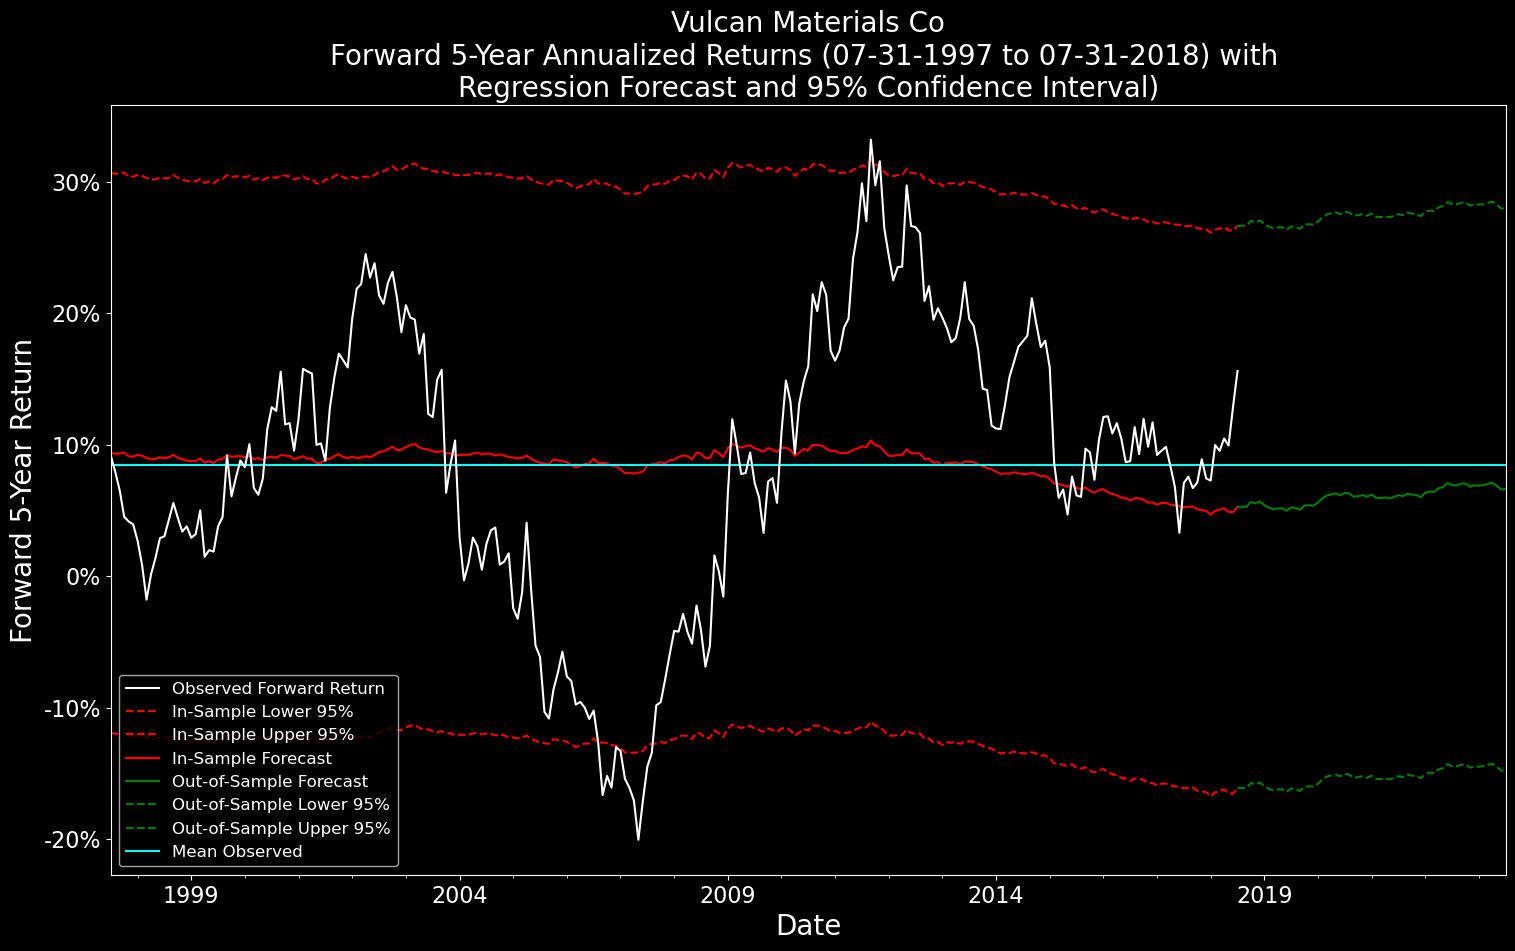 Vulcan Materials Co
Forward 5-Year Annualized Returns (07-31-1997 to 07-31-2018) with
Regression Forecast and 95% Confidence Interval)
Forward 5-Year Return
30%
20%
10%
0%
-10%
-20%
Observed Forward Return
In-Sample Lower 95%
In-Sample Upper 95%
In-Sample Forecast
Out-of-Sample Forecast
Out-of-Sample Lower 95%
Out-of-Sample Upper 95%
Mean Observed
1999 2004 2009 2014 2019
Date